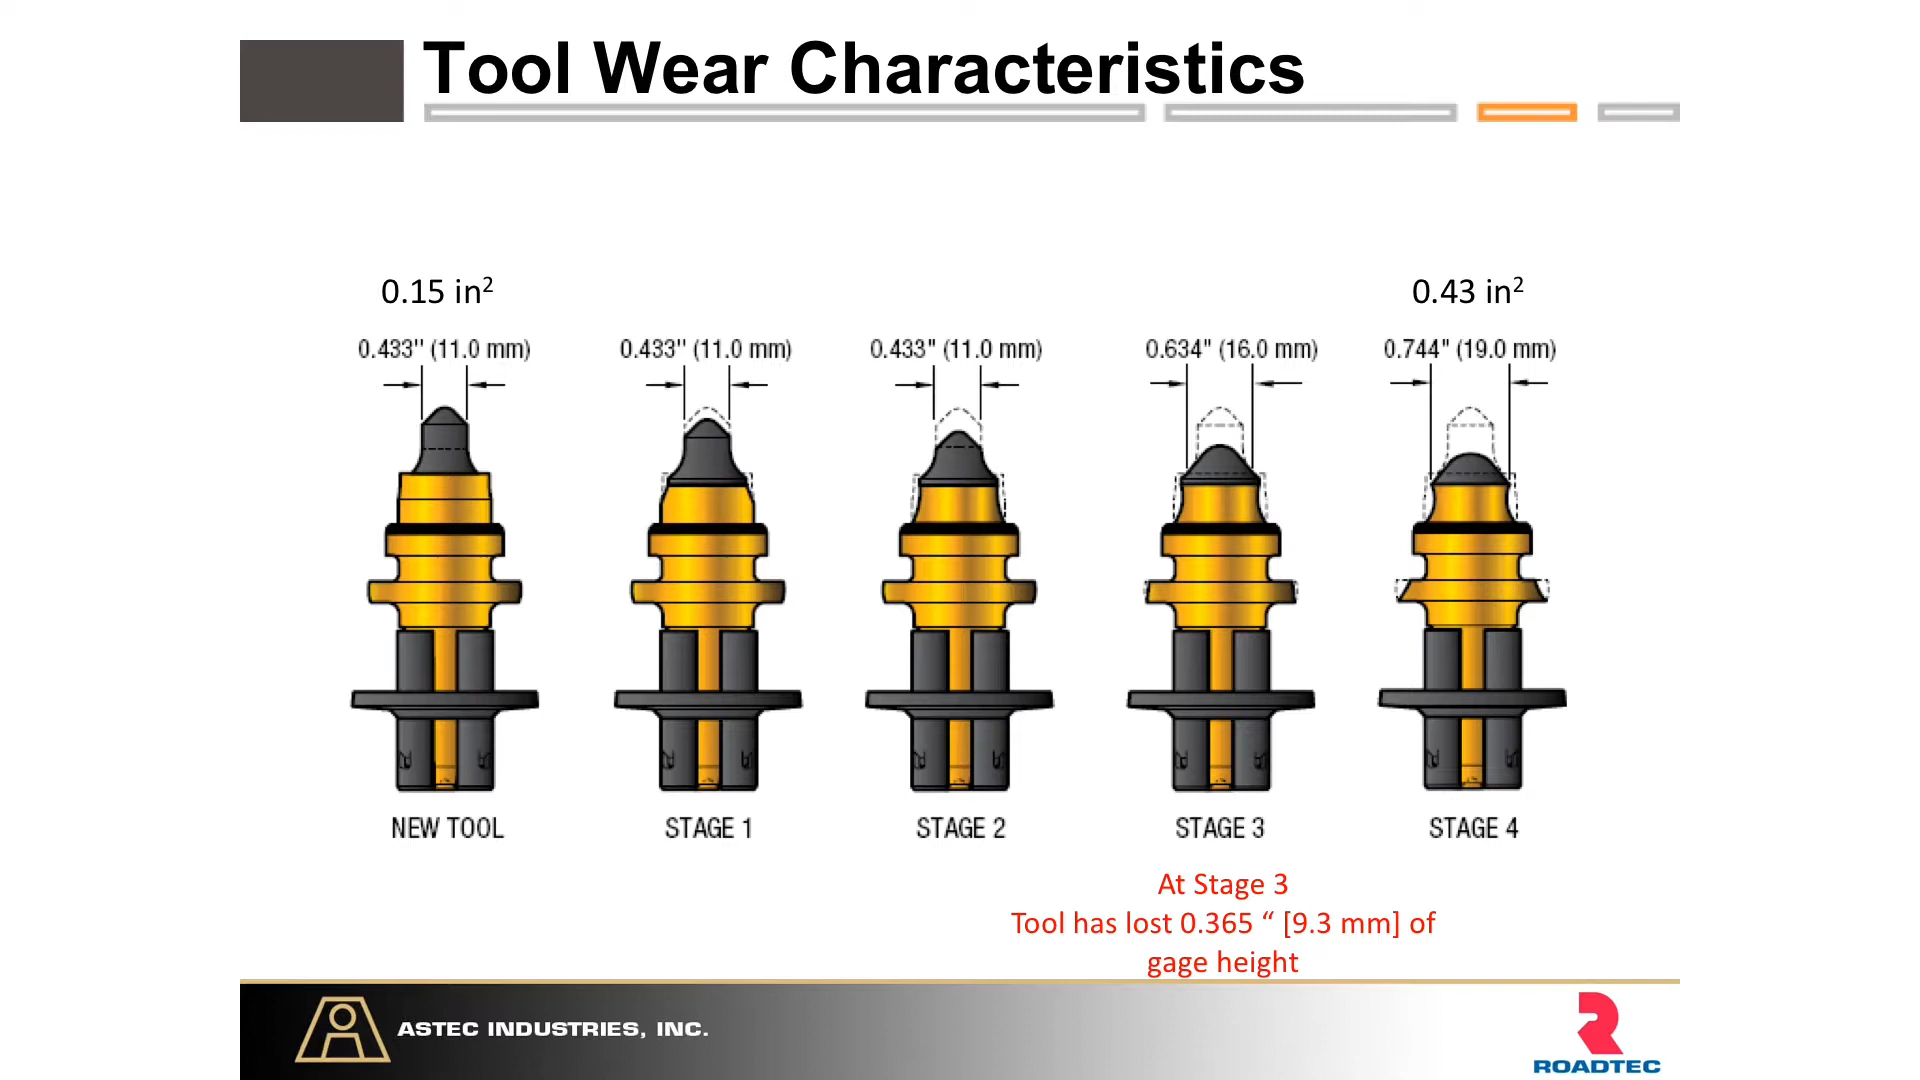 Tool Wear Characteristics
0.15 in²
0.43 in²
0.433" (11.0 mm)
0.433" (11.0 mm)
0.433" (11.0 mm)
0.634" (16.0 mm)
0.744" (19.0 mm)
NEW TOOL
STAGE 1
STAGE 2
STAGE 3
STAGE 4
At Stage 3
Tool has lost 0.365 “ [9.3 mm] of
gage height
ASTEC INDUSTRIES, INC.
ROADTEC